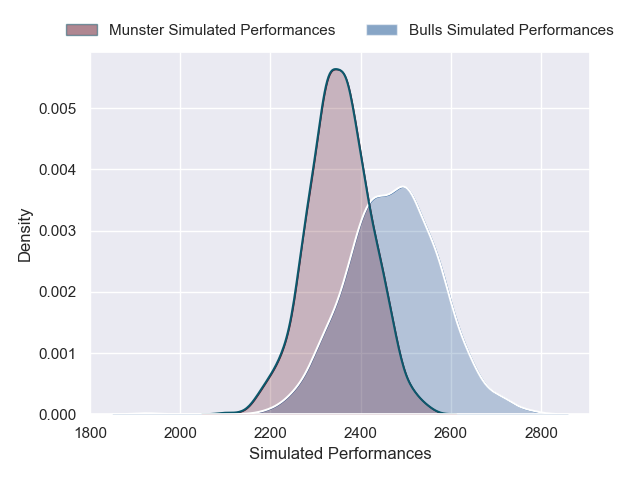 Munster Simulated Performances Bulls Simulated Performances
0.005
0.004
0.003
0.002
0.001
0.000
Density
1800 2000 2200 2400 2600 2800
Simulated Performances